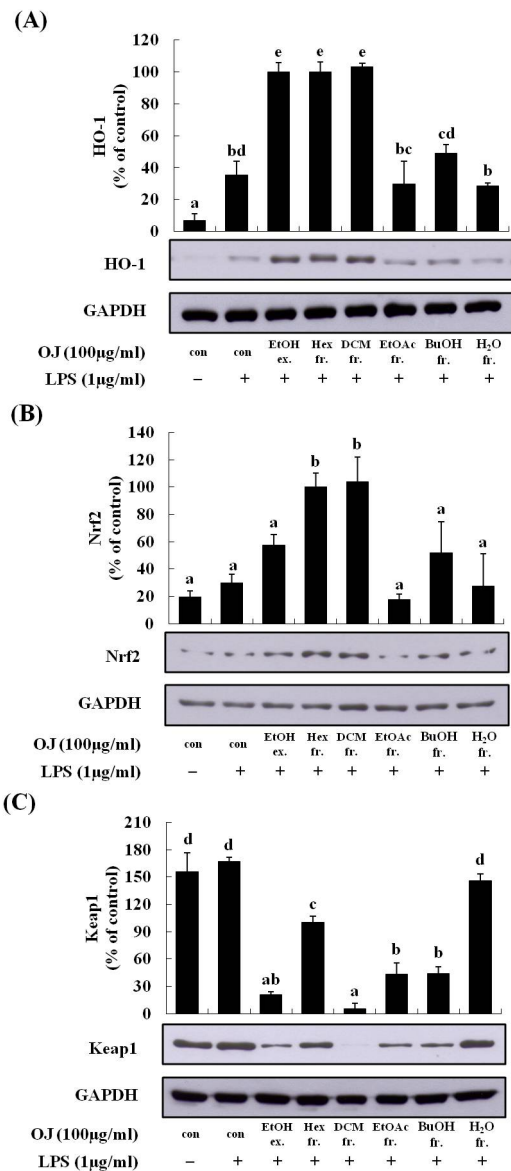 (A)
120
100
80
60
40
20
0
HO-1
(% of control)
a
bd
e
e
e
bc
cd
b
HO-1
GAPDH
OJ (100μg/ml) con con EtOH ex. Hex fr. DCM fr. EtOAc fr. BuOH fr. H₂O fr.
LPS (1μg/ml) – + + + + + + +
(B)
140
120
100
80
60
40
20
0
Nrf2
(% of control)
a
a
a
b
b
a
a
a
Nrf2
GAPDH
OJ (100μg/ml) con con EtOH ex. Hex fr. DCM fr. EtOAc fr. BuOH fr. H₂O fr.
LPS (1μg/ml) – + + + + + + +
(C)
210
180
150
120
90
60
30
0
Keap1
(% of control)
d
d
ab
c
a
b
b
d
Keap1
GAPDH
OJ (100μg/ml) con con EtOH ex. Hex fr. DCM fr. EtOAc fr. BuOH fr. H₂O fr.
LPS (1μg/ml) – + + + + + + +